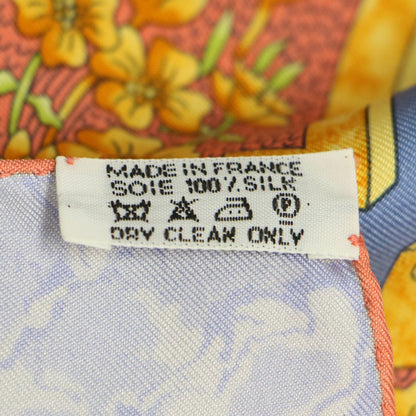 MADE IN FRANCE
SOIE 100% SILK
P
DRY CLEAN ONLY